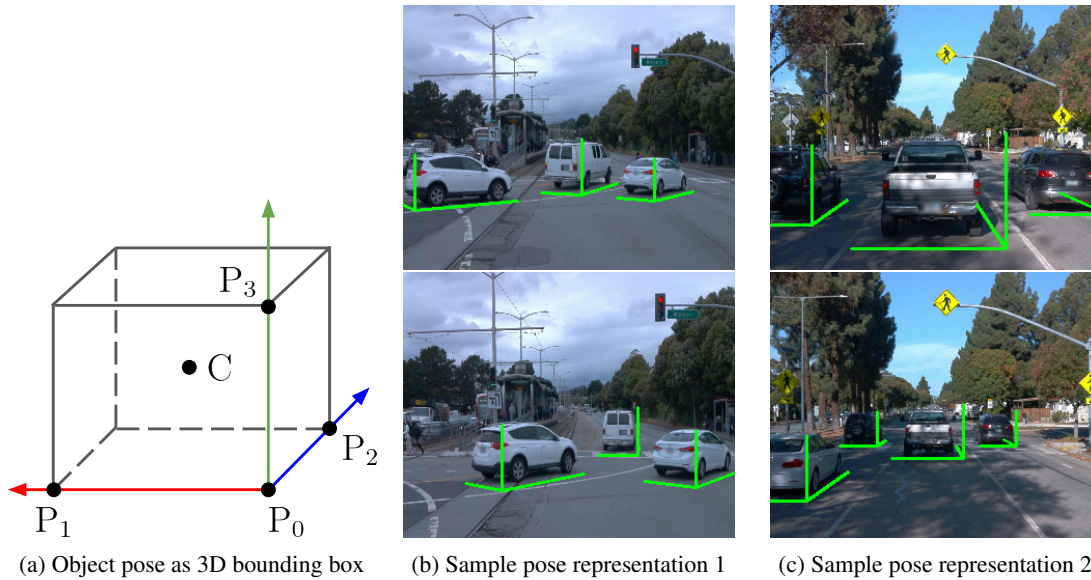 P₃
C
P₂
P₁
P₀
(a) Object pose as 3D bounding box
(b) Sample pose representation 1
(c) Sample pose representation 2